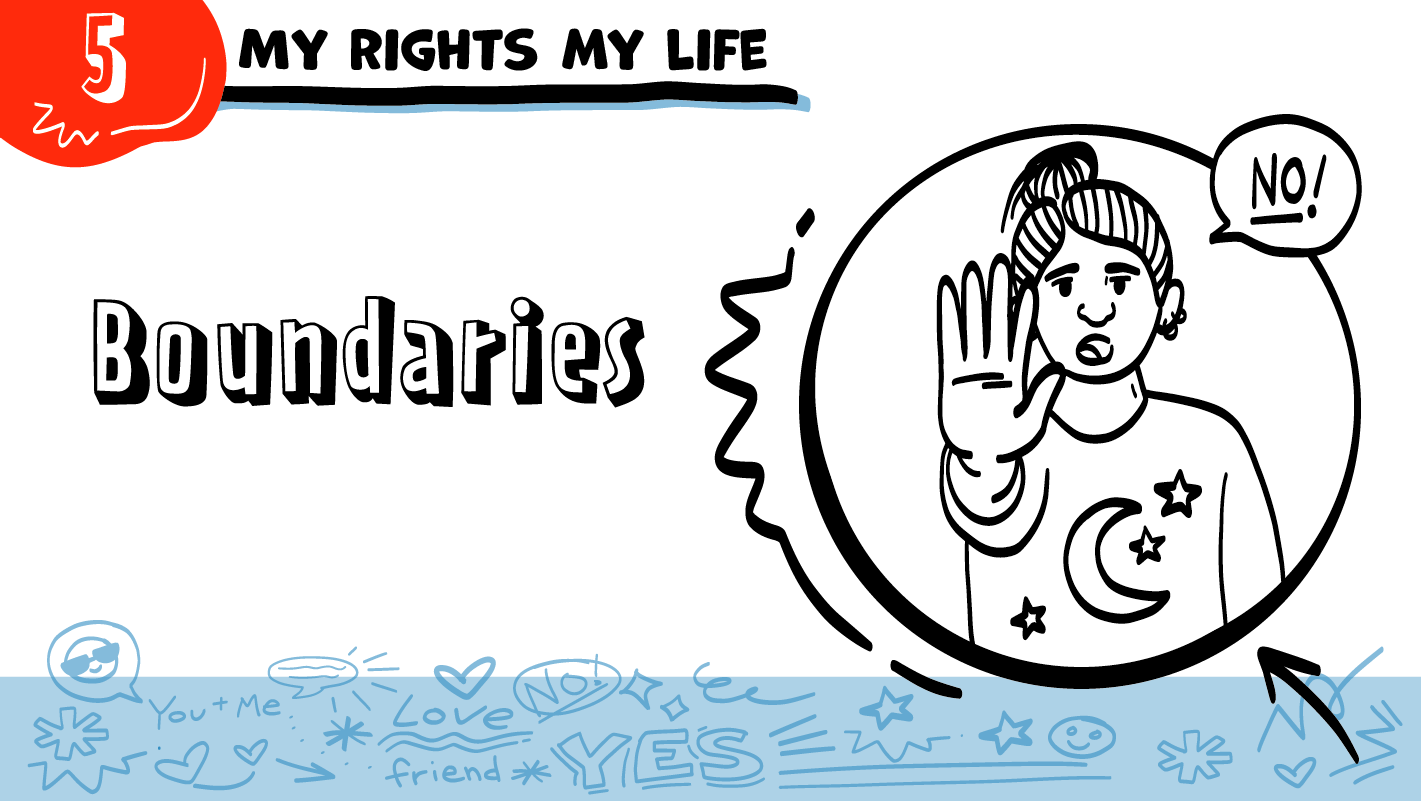 5
MY RIGHTS MY LIFE
NO!
Boundaries
You + Me
Love
NO!
friend
YES
NO